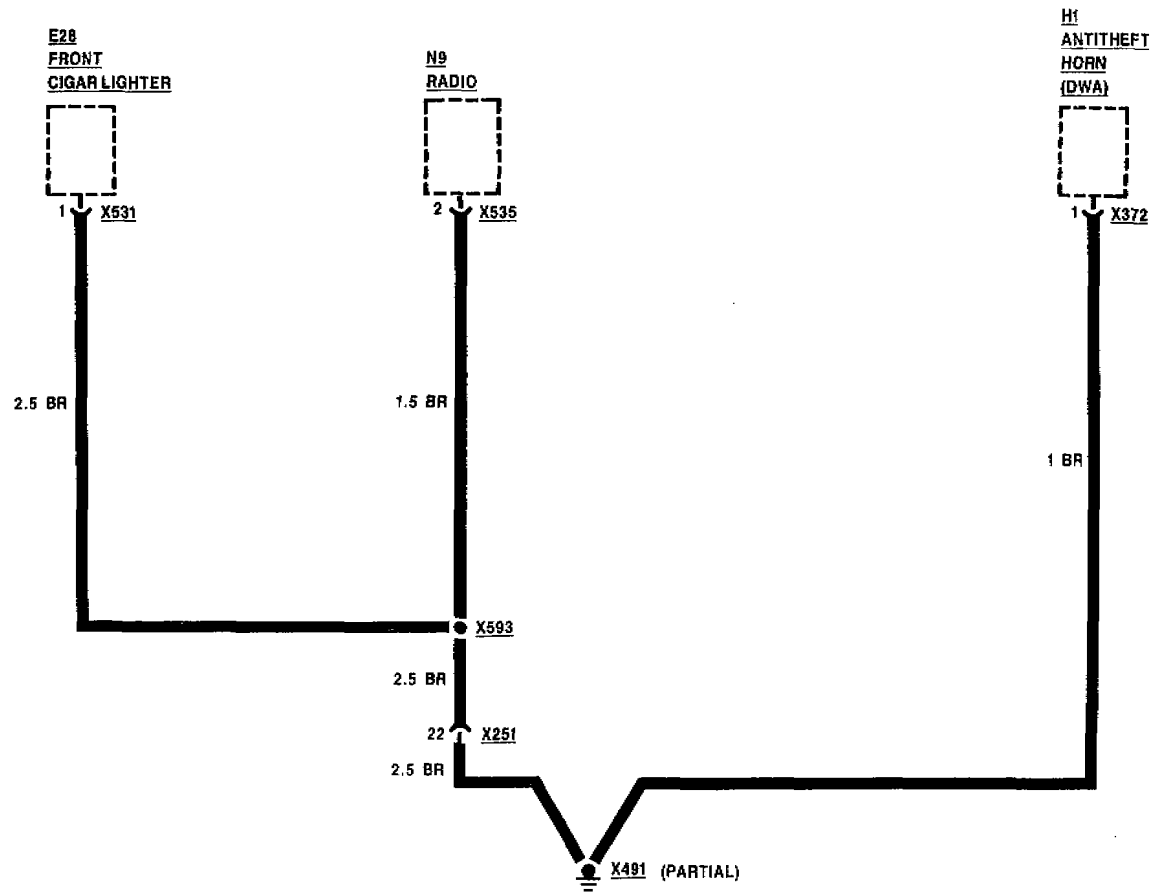 E28
FRONT
CIGAR LIGHTER
N9
RADIO
H1
ANTITHEFT
HORN
(DWA)
1 X531
2 X535
1 X372
2.5 BR
1.5 BR
1 BR
X593
2.5 BR
22 X251
2.5 BR
X491 (PARTIAL)